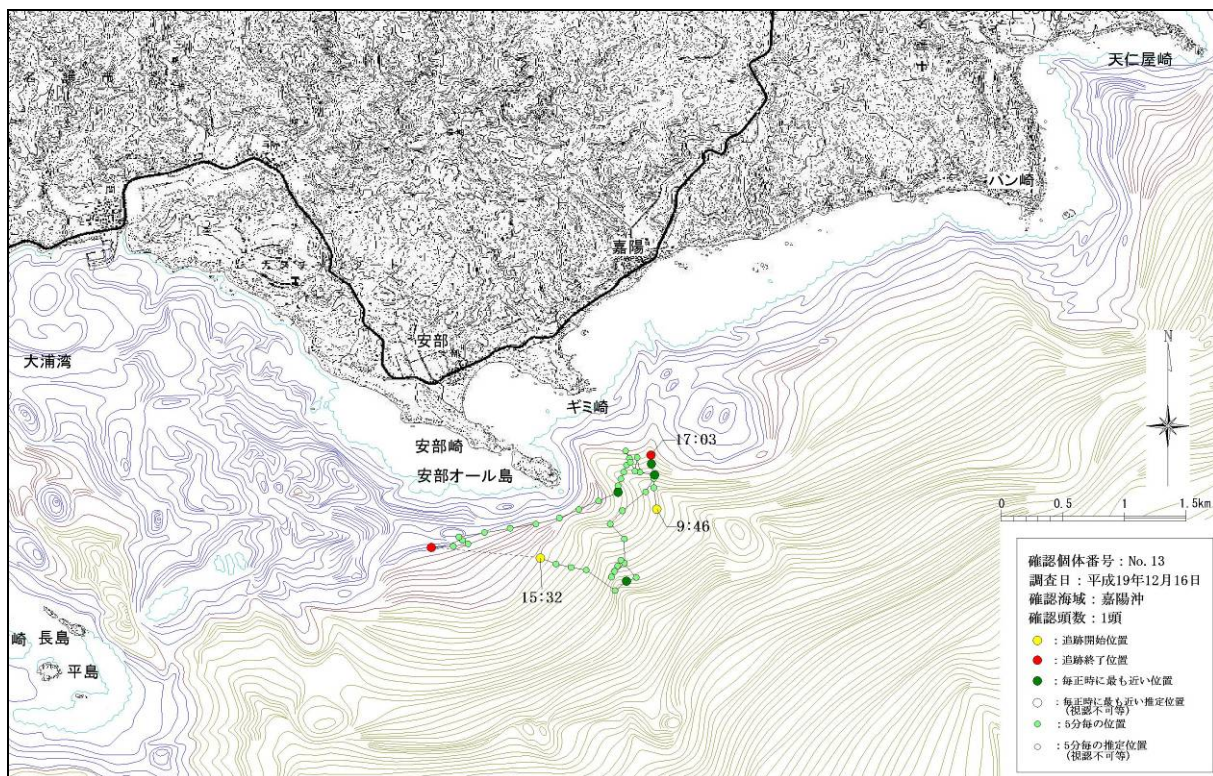 天仁屋崎
バン崎
嘉陽
安部
大浦湾
ギミ崎
安部崎
安部オール島
17:03
9:46
15:32
崎
長島
平島
N
0 0.5 1 1.5km
確認個体番号：No.13
調査日：平成19年12月16日
確認海域：嘉陽沖
確認頭数：1頭
：追跡開始位置
：追跡終了位置
：毎正時に最も近い位置
：毎正時に最も近い推定位置
(視認不可等)
：5分毎の位置
：5分毎の推定位置
(視認不可等)